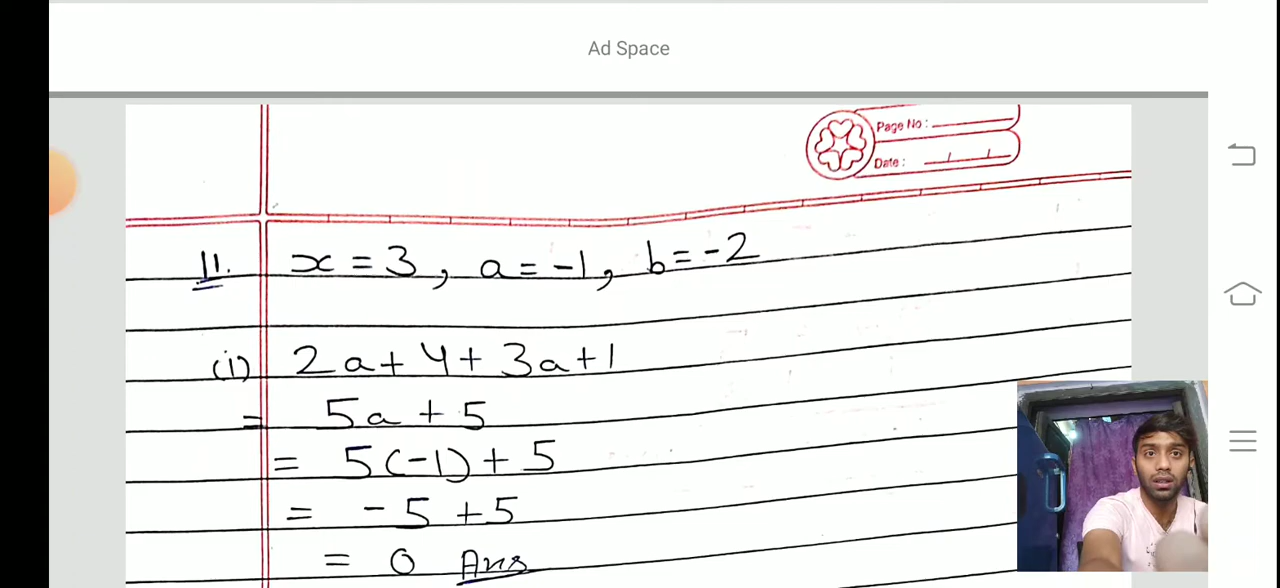 Ad Space
Page No :
Date :
11. x = 3, a = -1, b = -2
(i) 2a + 4 + 3a + 1
= 5a + 5
= 5(-1) + 5
= -5 + 5
= 0 Ans